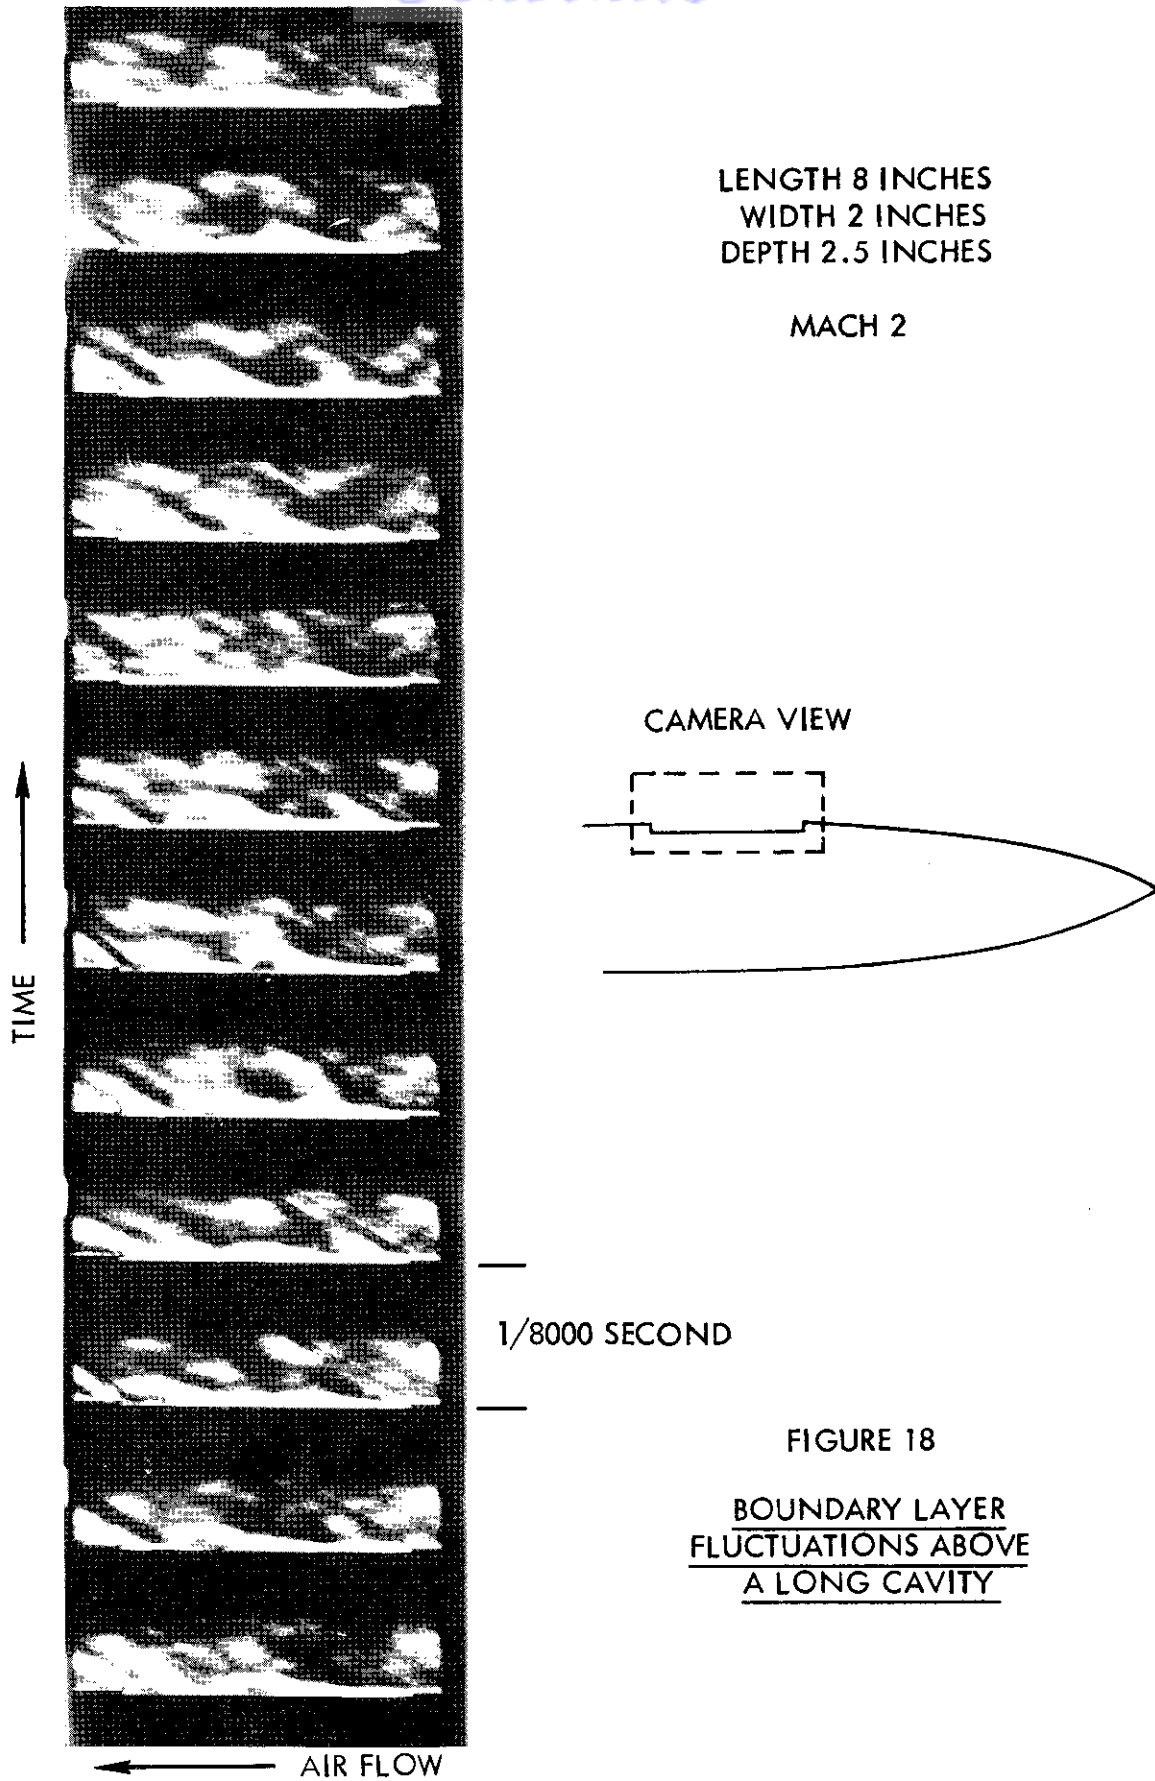 LENGTH 8 INCHES
WIDTH 2 INCHES
DEPTH 2.5 INCHES
MACH 2
CAMERA VIEW
TIME
1/8000 SECOND
FIGURE 18
BOUNDARY LAYER
FLUCTUATIONS ABOVE
A LONG CAVITY
AIR FLOW